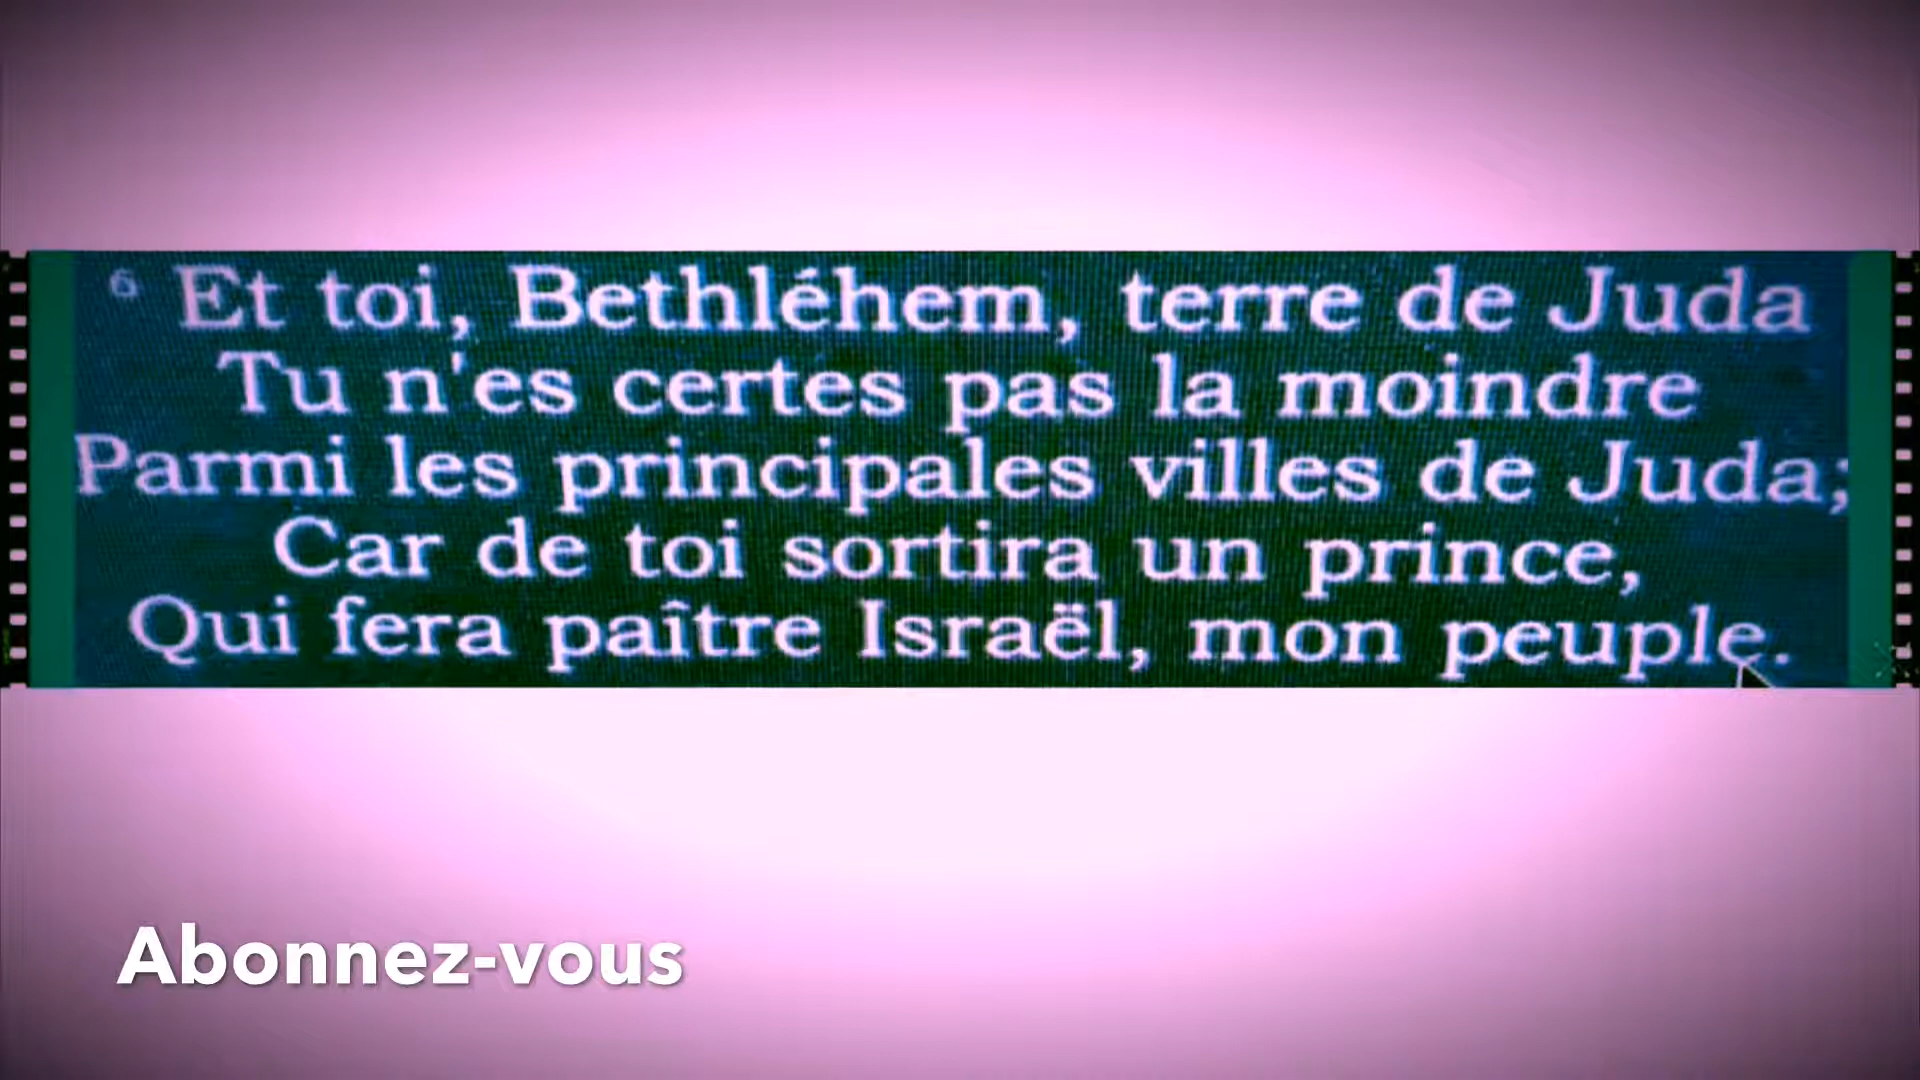 6 Et toi, Bethléhem, terre de Juda
Tu n'es certes pas la moindre
Parmi les principales villes de Juda;
Car de toi sortira un prince,
Qui fera paître Israël, mon peuple.
Abonnez-vous